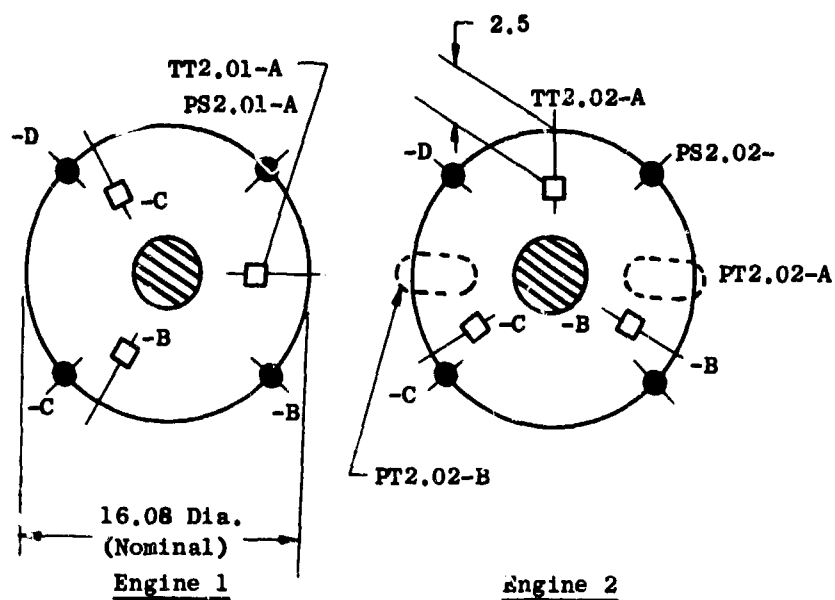 2.5
TT2.01-A
PS2.01-A
TT2.02-A
-D
-D
PS2.02-
-C
PT2.02-A
-B
-C
-B
-B
-C
-B
-C
PT2.02-B
16.08 Dia.
(Nominal)
Engine 1
Engine 2